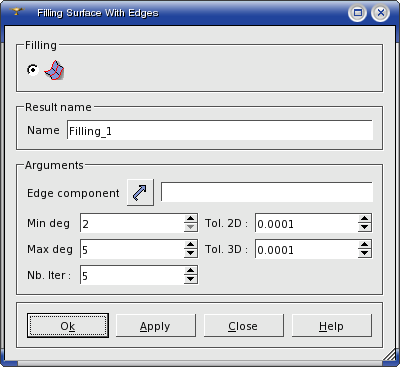 Filling Surface With Edges
Filling
Result name
Name Filling_1
Arguments
Edge component
Min deg 2 Tol. 2D : 0.0001
Max deg 5 Tol. 3D : 0.0001
Nb. Iter : 5
Ok Apply Close Help